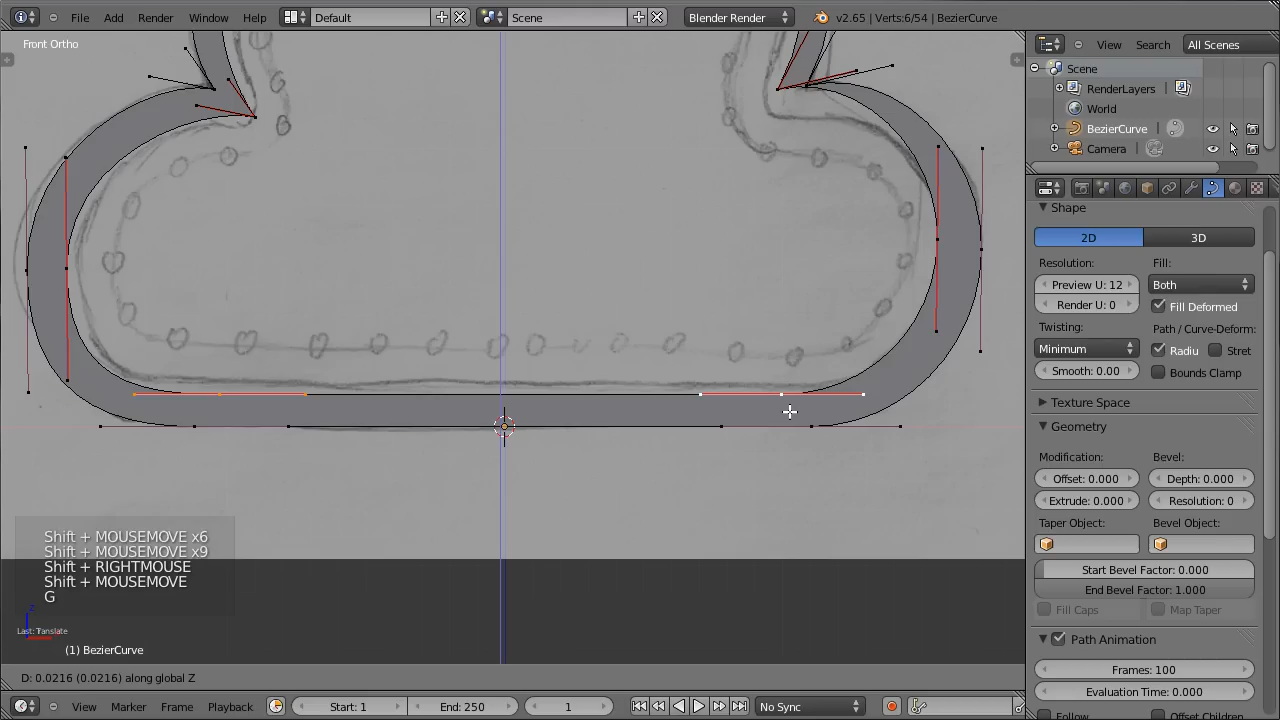 File Add Render Window Help Default Scene Blender Render v2.65 | Verts:6/54 | BezierCurve
Front Ortho
View Search All Scenes
Scene
RenderLayers
World
BezierCurve
Camera
Shape
2D 3D
Resolution: Fill:
Preview U: 12 Both
Render U: 0 Fill Deformed
Twisting: Path / Curve-Deform:
Minimum Radiu Stret
Smooth: 0.00 Bounds Clamp
Texture Space
Geometry
Modification: Bevel:
Offset: 0.000 Depth: 0.000
Extrude: 0.000 Resolution: 0
Taper Object: Bevel Object:
Start Bevel Factor: 0.000
End Bevel Factor: 1.000
Fill Caps Map Taper
Path Animation
Frames: 100
Evaluation Time: 0.000
Follow Offset Children
Shift + MOUSEMOVE x6
Shift + MOUSEMOVE x9
Shift + RIGHTMOUSE
Shift + MOUSEMOVE
G
z
Last: Translate
(1) BezierCurve
D: 0.0216 (0.0216) along global Z
View Marker Frame Playback Start: 1 End: 250 1 No Sync